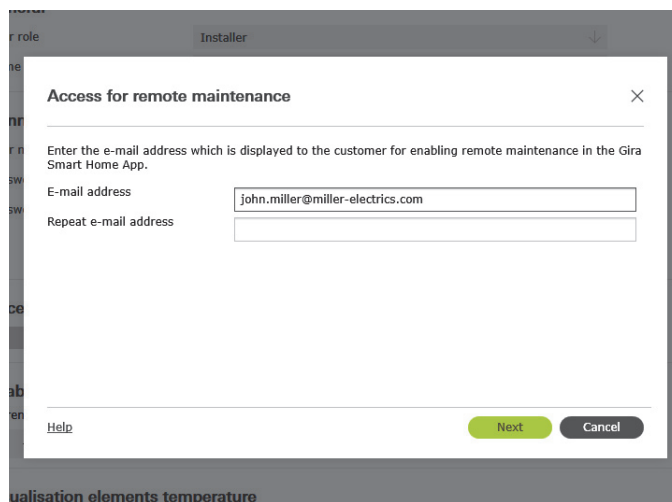 r role
Installer
me
Access for remote maintenance
Enter the e-mail address which is displayed to the customer for enabling remote maintenance in the Gira
Smart Home App.
E-mail address
john.miller@miller-electrics.com
Repeat e-mail address
Help
Next
Cancel
ualisation elements temperature